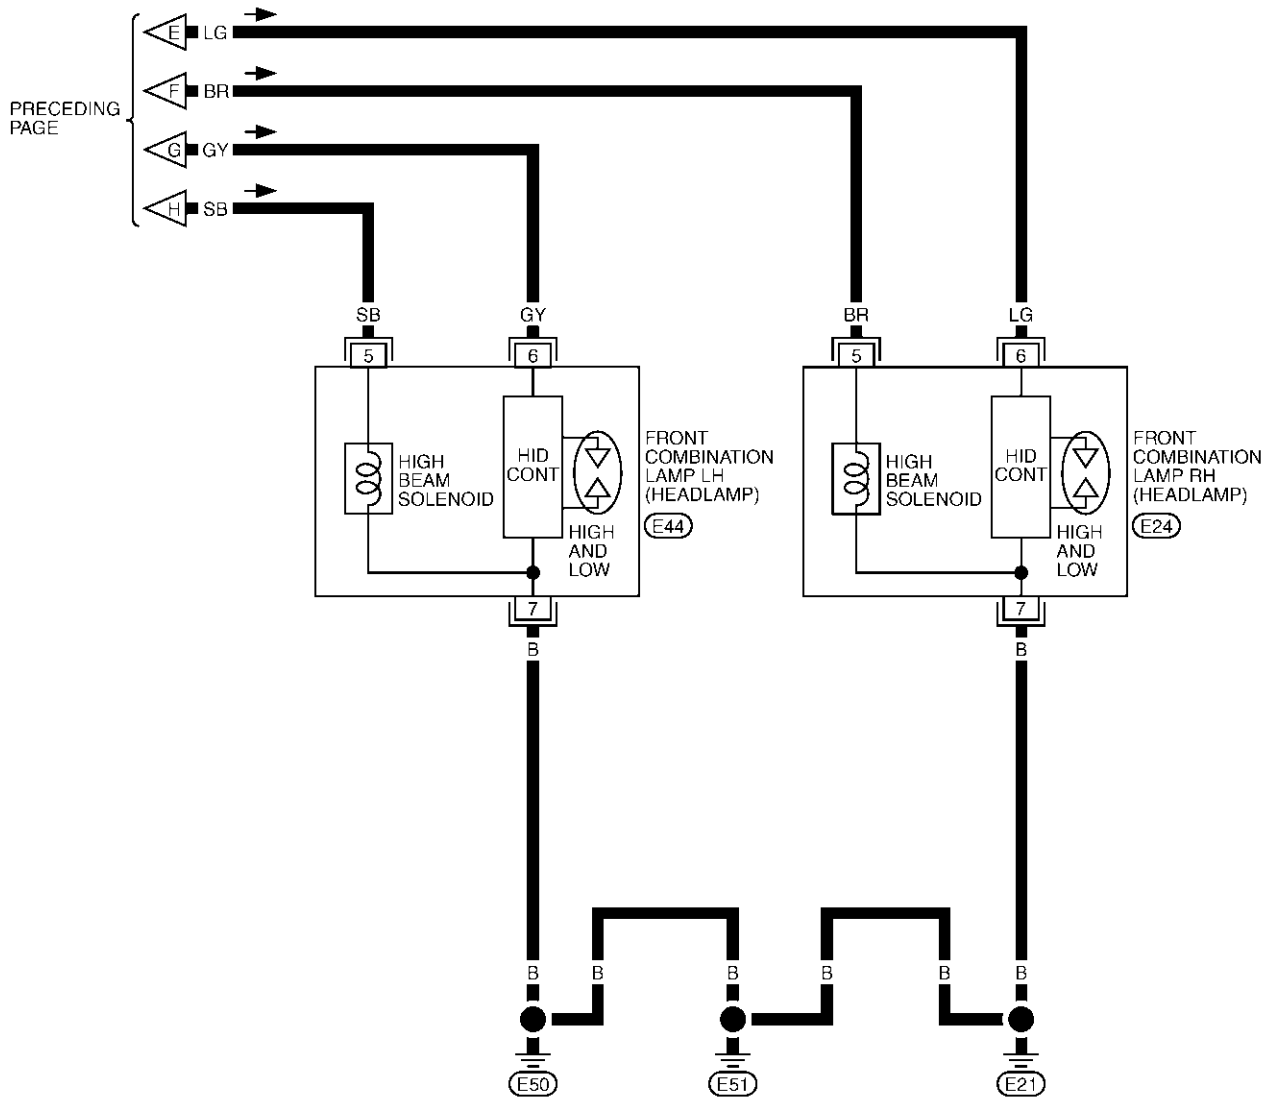 E LG
F BR
PRECEDING
PAGE
G GY
H SB
SB GY BR LG
5 6 5 6
HIGH
BEAM
SOLENOID
HID
CONT
HIGH
AND
LOW
FRONT
COMBINATION
LAMP LH
(HEADLAMP)
E44
HIGH
BEAM
SOLENOID
HID
CONT
HIGH
AND
LOW
FRONT
COMBINATION
LAMP RH
(HEADLAMP)
E24
7 7
B B
B B B B B B
E50 E51 E21